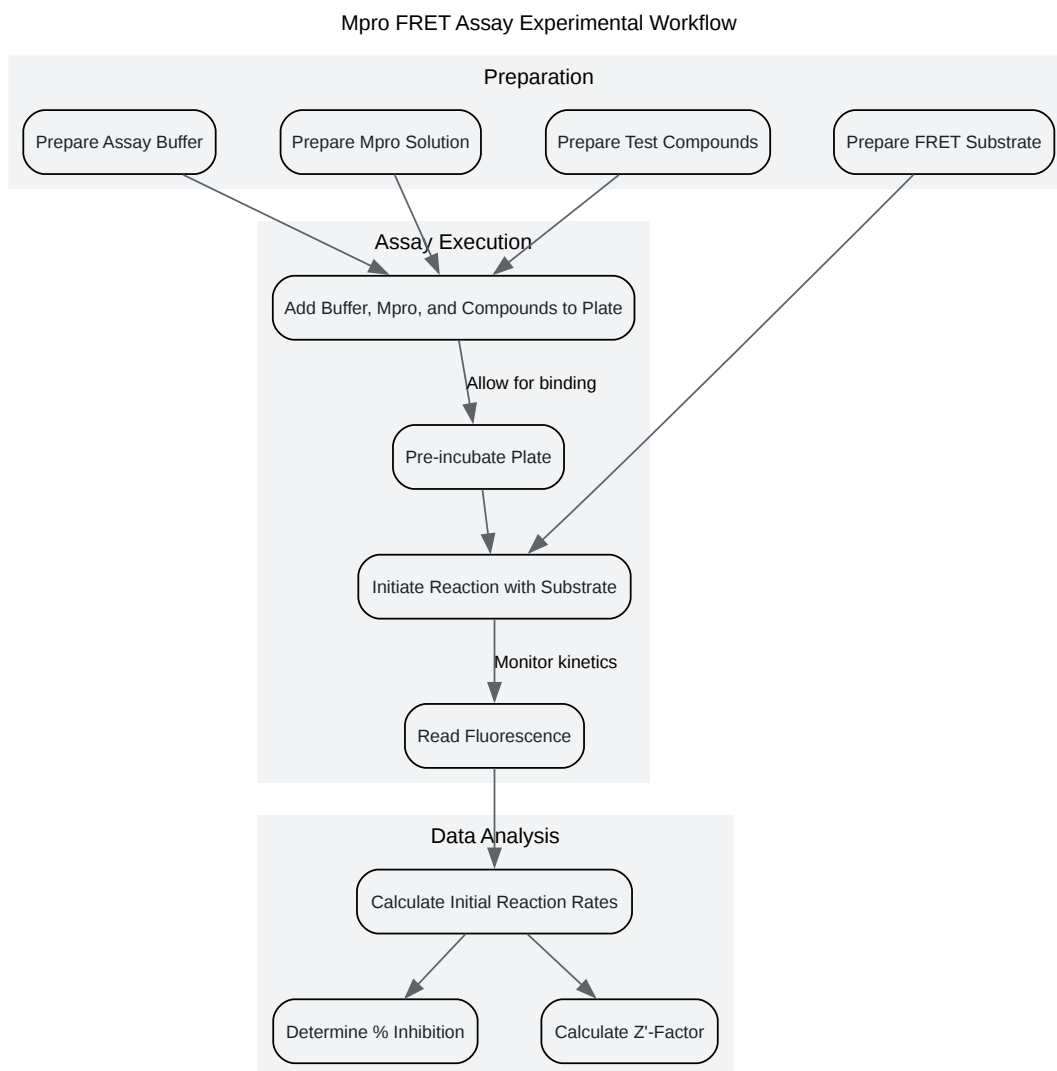 Mpro FRET Assay Experimental Workflow
Preparation
Prepare Assay Buffer
Prepare Mpro Solution
Prepare Test Compounds
Prepare FRET Substrate
Assay Execution
Add Buffer, Mpro, and Compounds to Plate
Allow for binding
Pre-incubate Plate
Initiate Reaction with Substrate
Monitor kinetics
Read Fluorescence
Data Analysis
Calculate Initial Reaction Rates
Determine % Inhibition
Calculate Z'-Factor